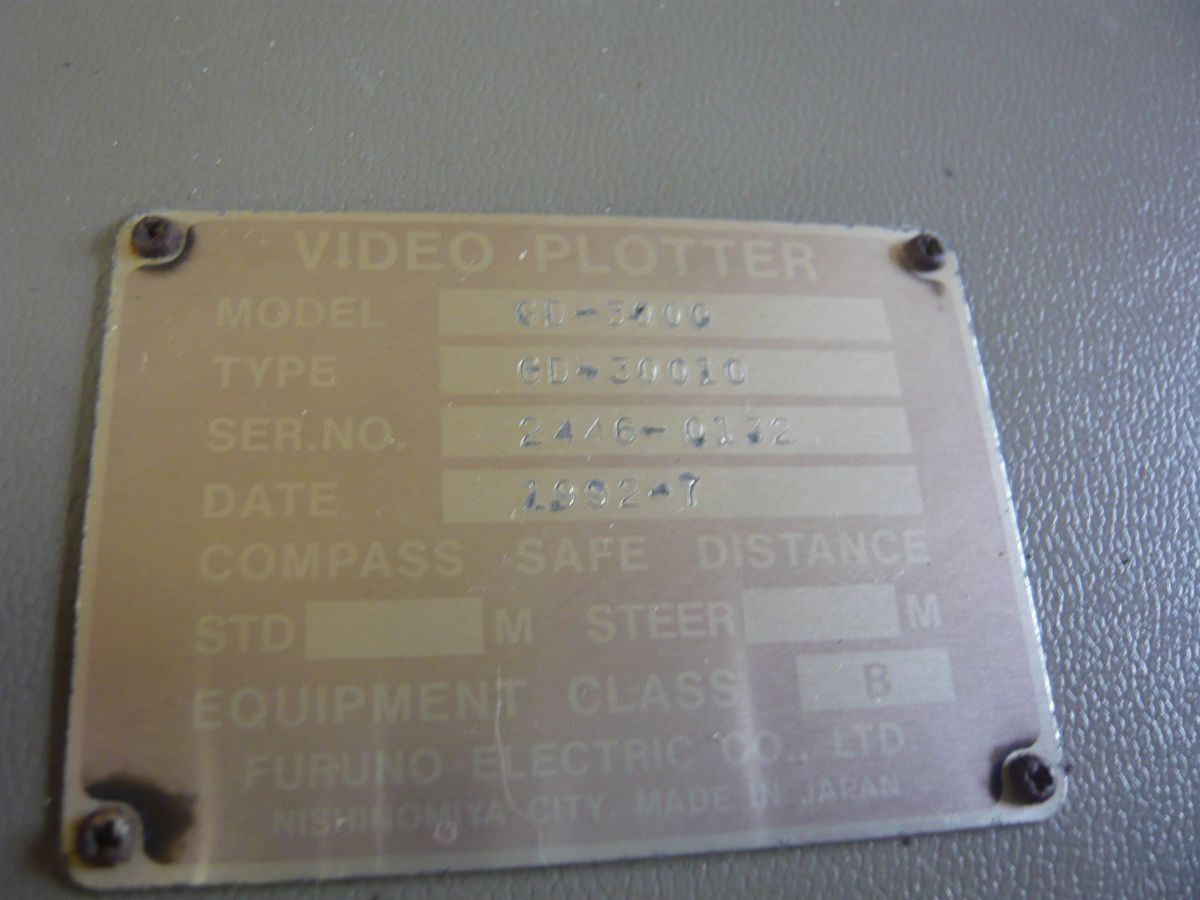 VIDEO PLOTTER
MODEL GD-3000
TYPE GD-30010
SER.NO. 2446-0132
DATE 1992-7
COMPASS SAFE DISTANCE
STD M STEER M
EQUIPMENT CLASS B
FURUNO ELECTRIC CO., LTD.
NISHINOMIYA CITY, MADE IN JAPAN